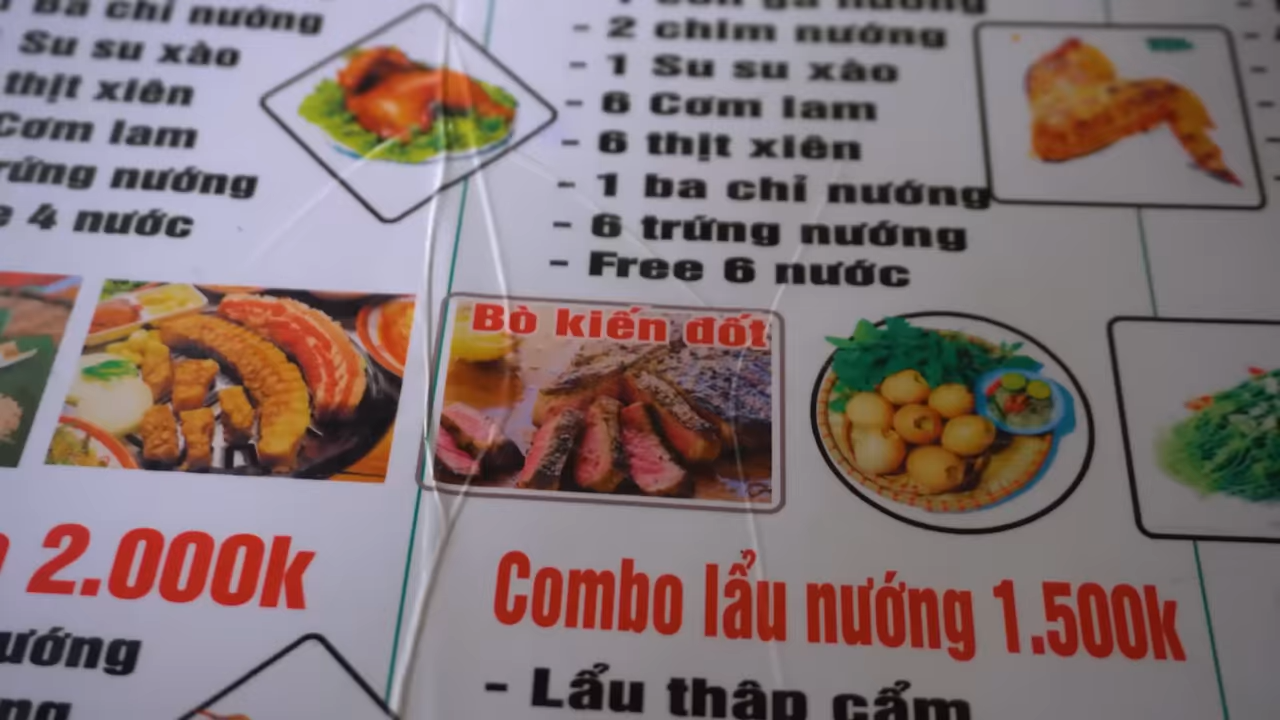 Ba chỉ nướng
Su su xào
thịt xiên
Cơm lam
trứng nướng
4 nước
2.000k
nướng
- 2 chim nướng
- 1 Su su xào
- 6 Cơm lam
- 6 thịt xiên
- 1 ba chỉ nướng
- 6 trứng nướng
- Free 6 nước
Bò kiến đốt
Combo lẩu nướng 1.500k
- Lẩu thập cẩm